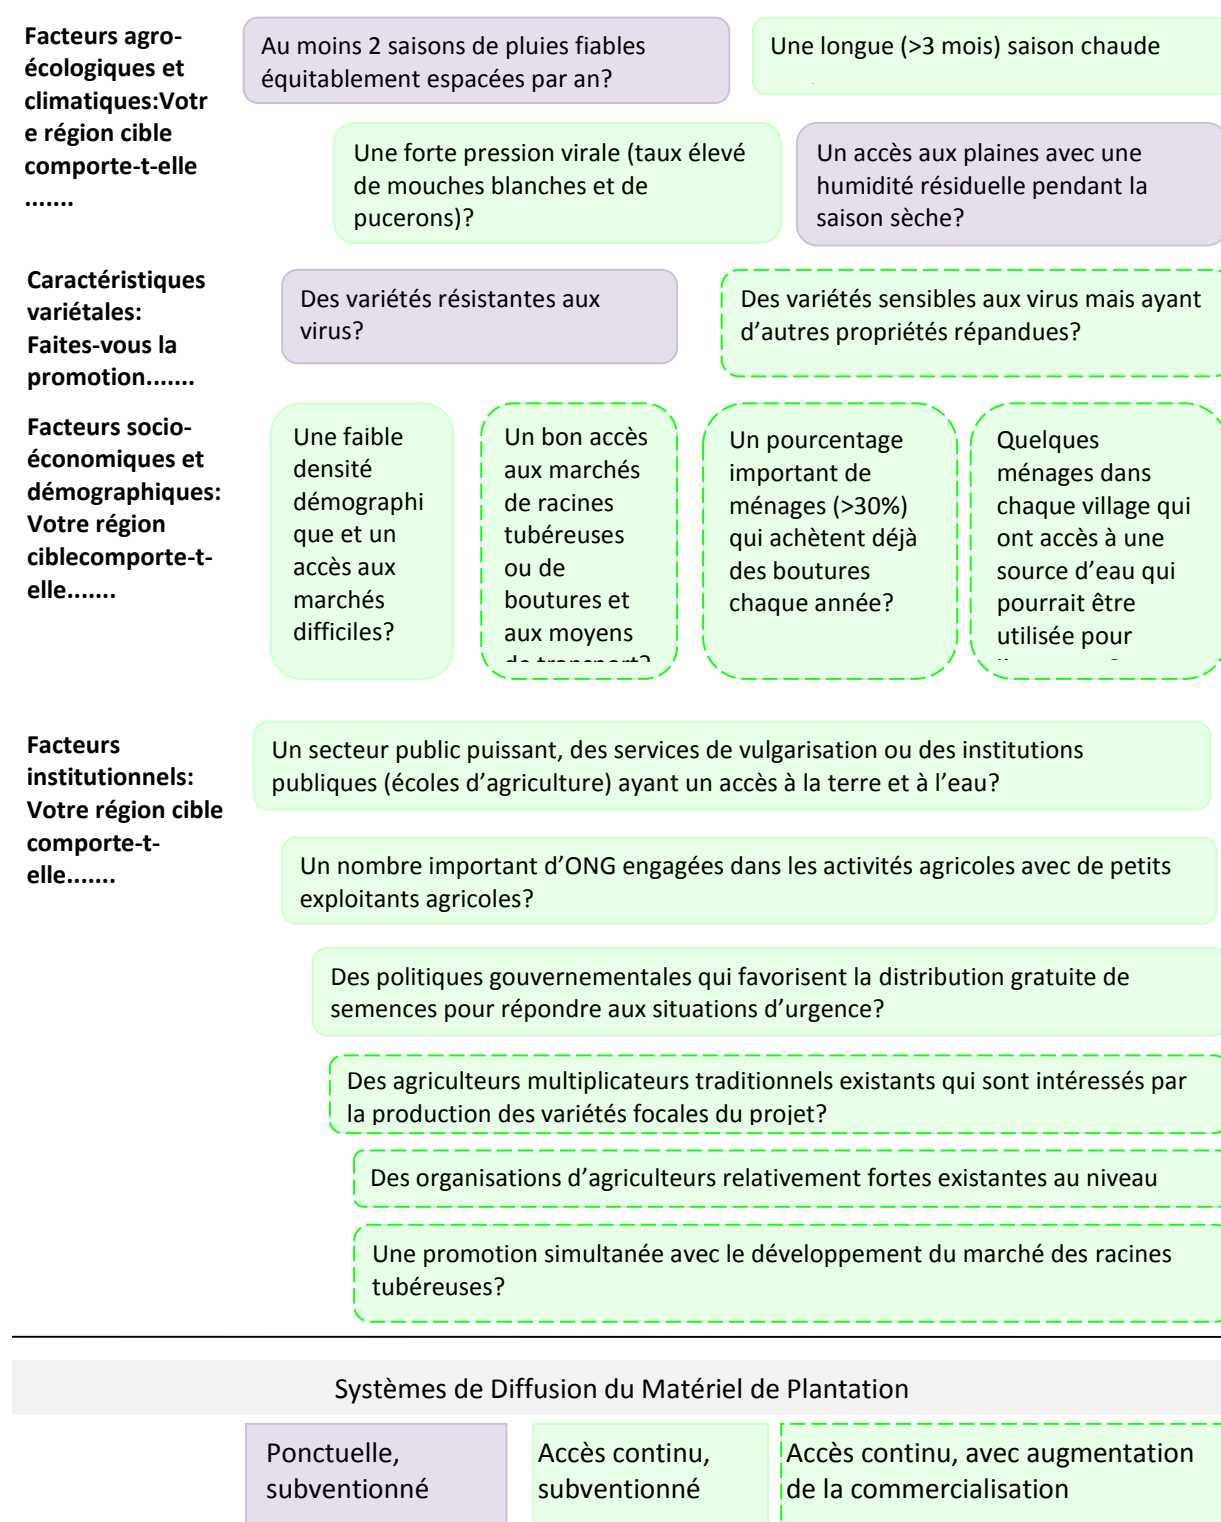 Facteurs agro-
écologiques et
climatiques:Votr
e région cible
comporte-t-elle
.......
Au moins 2 saisons de pluies fiables
équitablement espacées par an?
Une longue (>3 mois) saison chaude
Une forte pression virale (taux élevé
de mouches blanches et de
pucerons)?
Un accès aux plaines avec une
humidité résiduelle pendant la
saison sèche?
Caractéristiques
variétales:
Faites-vous la
promotion.......
Des variétés résistantes aux
virus?
Des variétés sensibles aux virus mais ayant
d’autres propriétés répandues?
Facteurs socio-
économiques et
démographiques:
Votre région
ciblecomporte-t-
elle.......
Une faible
densité
démographi
que et un
accès aux
marchés
difficiles?
Un bon accès
aux marchés
de racines
tubéreuses
ou de
boutures et
aux moyens
de transport?
Un pourcentage
important de
ménages (>30%)
qui achètent déjà
des boutures
chaque année?
Quelques
ménages dans
chaque village qui
ont accès à une
source d’eau qui
pourrait être
utilisée pour
Facteurs
institutionnels:
Votre région cible
comporte-t-
elle.......
Un secteur public puissant, des services de vulgarisation ou des institutions
publiques (écoles d’agriculture) ayant un accès à la terre et à l’eau?
Un nombre important d’ONG engagées dans les activités agricoles avec de petits
exploitants agricoles?
Des politiques gouvernementales qui favorisent la distribution gratuite de
semences pour répondre aux situations d’urgence?
Des agriculteurs multiplicateurs traditionnels existants qui sont intéressés par
la production des variétés focales du projet?
Des organisations d’agriculteurs relativement fortes existantes au niveau
Une promotion simultanée avec le développement du marché des racines
tubéreuses?
Systèmes de Diffusion du Matériel de Plantation
Ponctuelle,
subventionné
Accès continu,
subventionné
Accès continu, avec augmentation
de la commercialisation